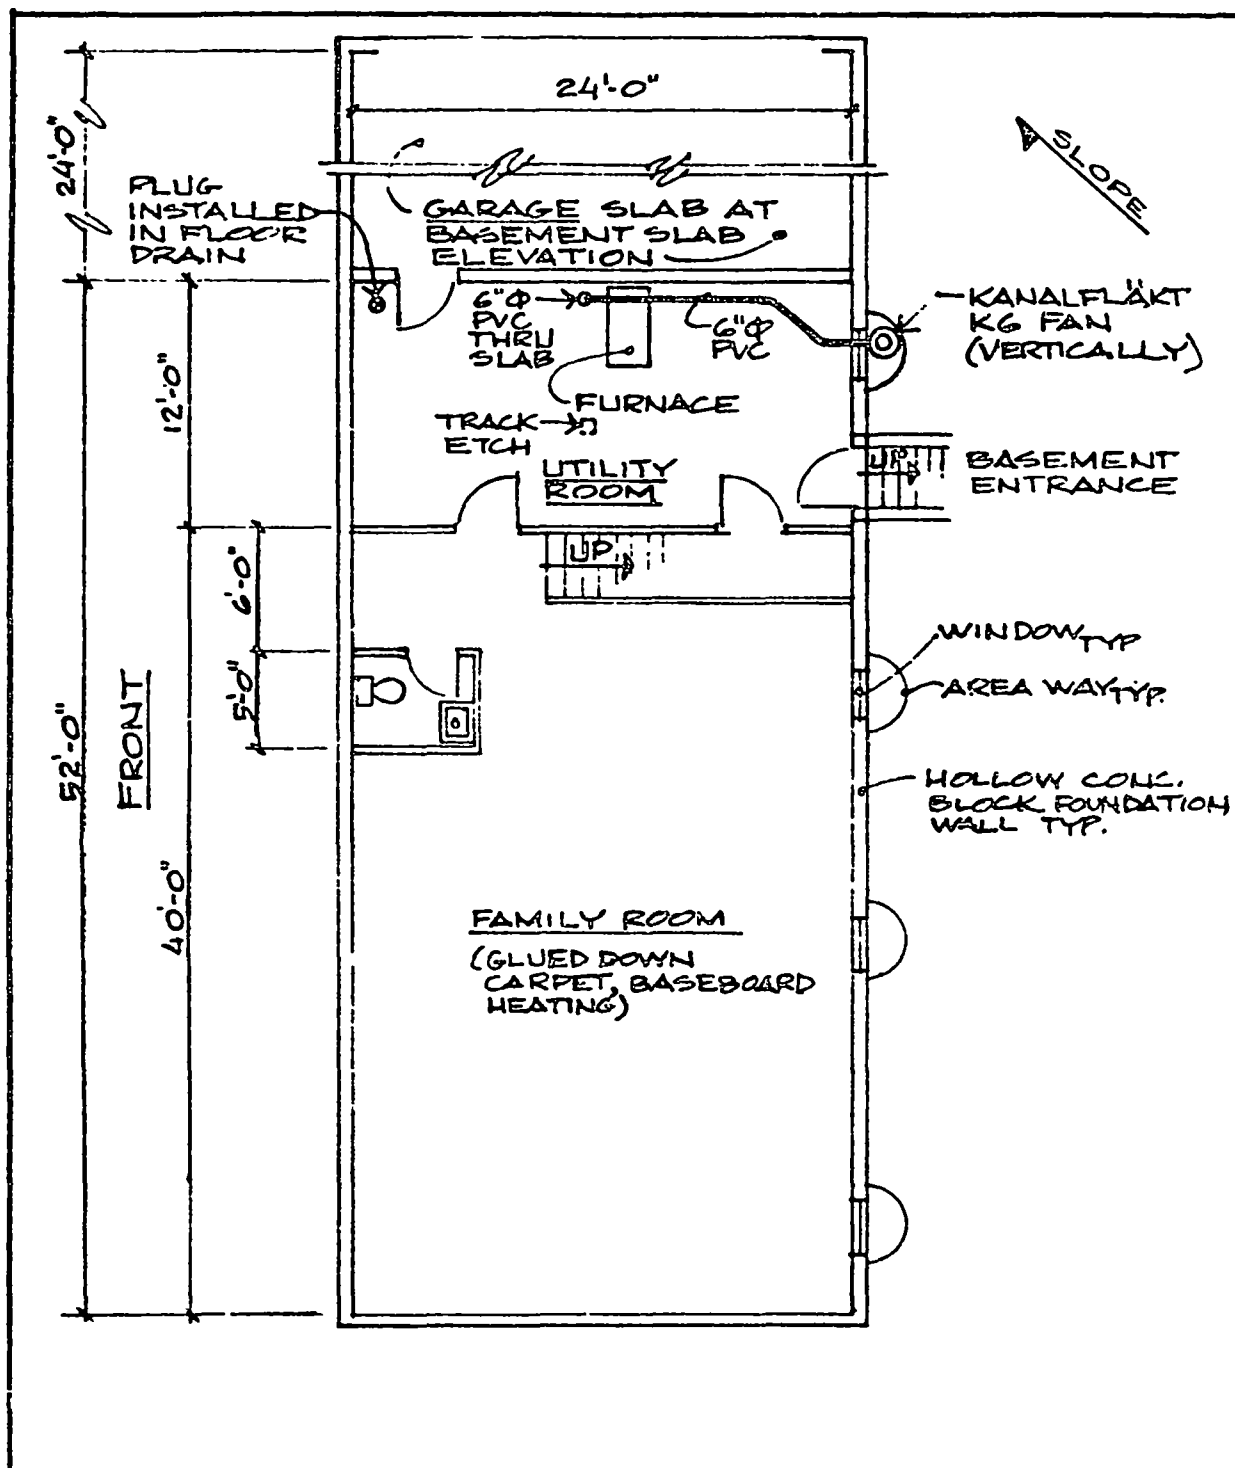 24'-0"
24'-0"
SLOPE
PLUG
INSTALLED
IN FLOOR
DRAIN
GARAGE SLAB AT
BASEMENT SLAB
ELEVATION
6"Φ
PVC
THRU
SLAB
6"Φ
PVC
KANALFLÄKT
K6 FAN
(VERTICALLY)
12'-0"
FURNACE
TRACK
ETCH
UTILITY
ROOM
UP
BASEMENT
ENTRANCE
UP
6'-0"
WINDOW TYP
5'-0"
AREA WAY TYP.
FRONT
52'-0"
HOLLOW CONC.
BLOCK FOUNDATION
WALL TYP.
40'-0"
FAMILY ROOM
(GLUED DOWN
CARPET, BASEBOARD
HEATING)